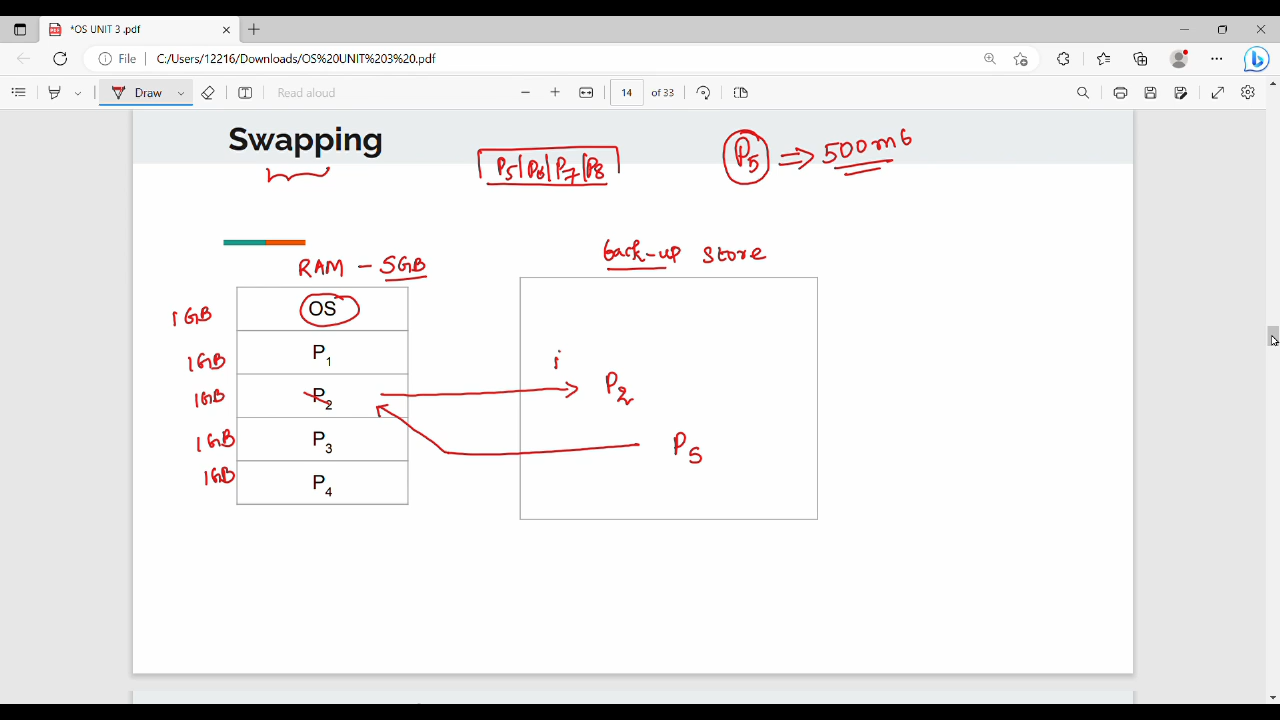 *OS UNIT 3 .pdf
File C:/Users/12216/Downloads/OS%20UNIT%203%20.pdf
Draw Read aloud 14 of 33
Swapping
P5|P6|P7|P8
P5 ⇒ 500mb
RAM - 5GB
back-up store
1GB OS
1GB P1
1GB P2
i
P2
1GB P3
P5
1GB P4